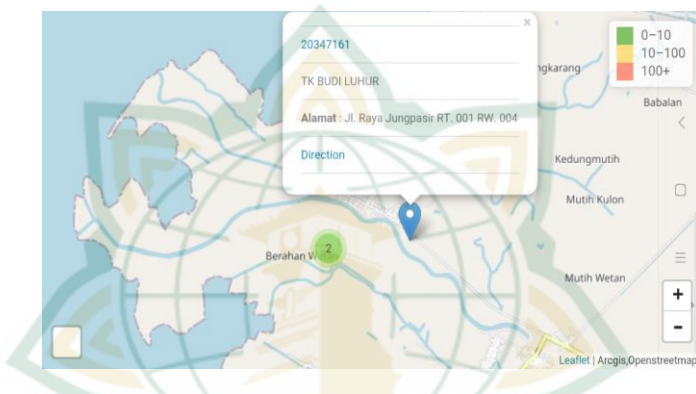 ×
20347161
TK BUDI LUHUR
Alamat : Jl. Raya Jungpasir RT. 001 RW. 004
Direction
0–10
10–100
100+
ngkarang
Babalan
Kedungmutih
Mutih Kulon
2
Berahan Wetan
Mutih Wetan
+
-
Leaflet | Arcgis,Openstreetmap